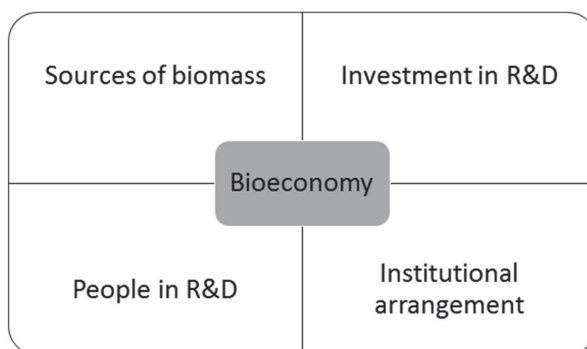 Sources of biomass
Investment in R&D
Bioeconomy
People in R&D
Institutional
arrangement